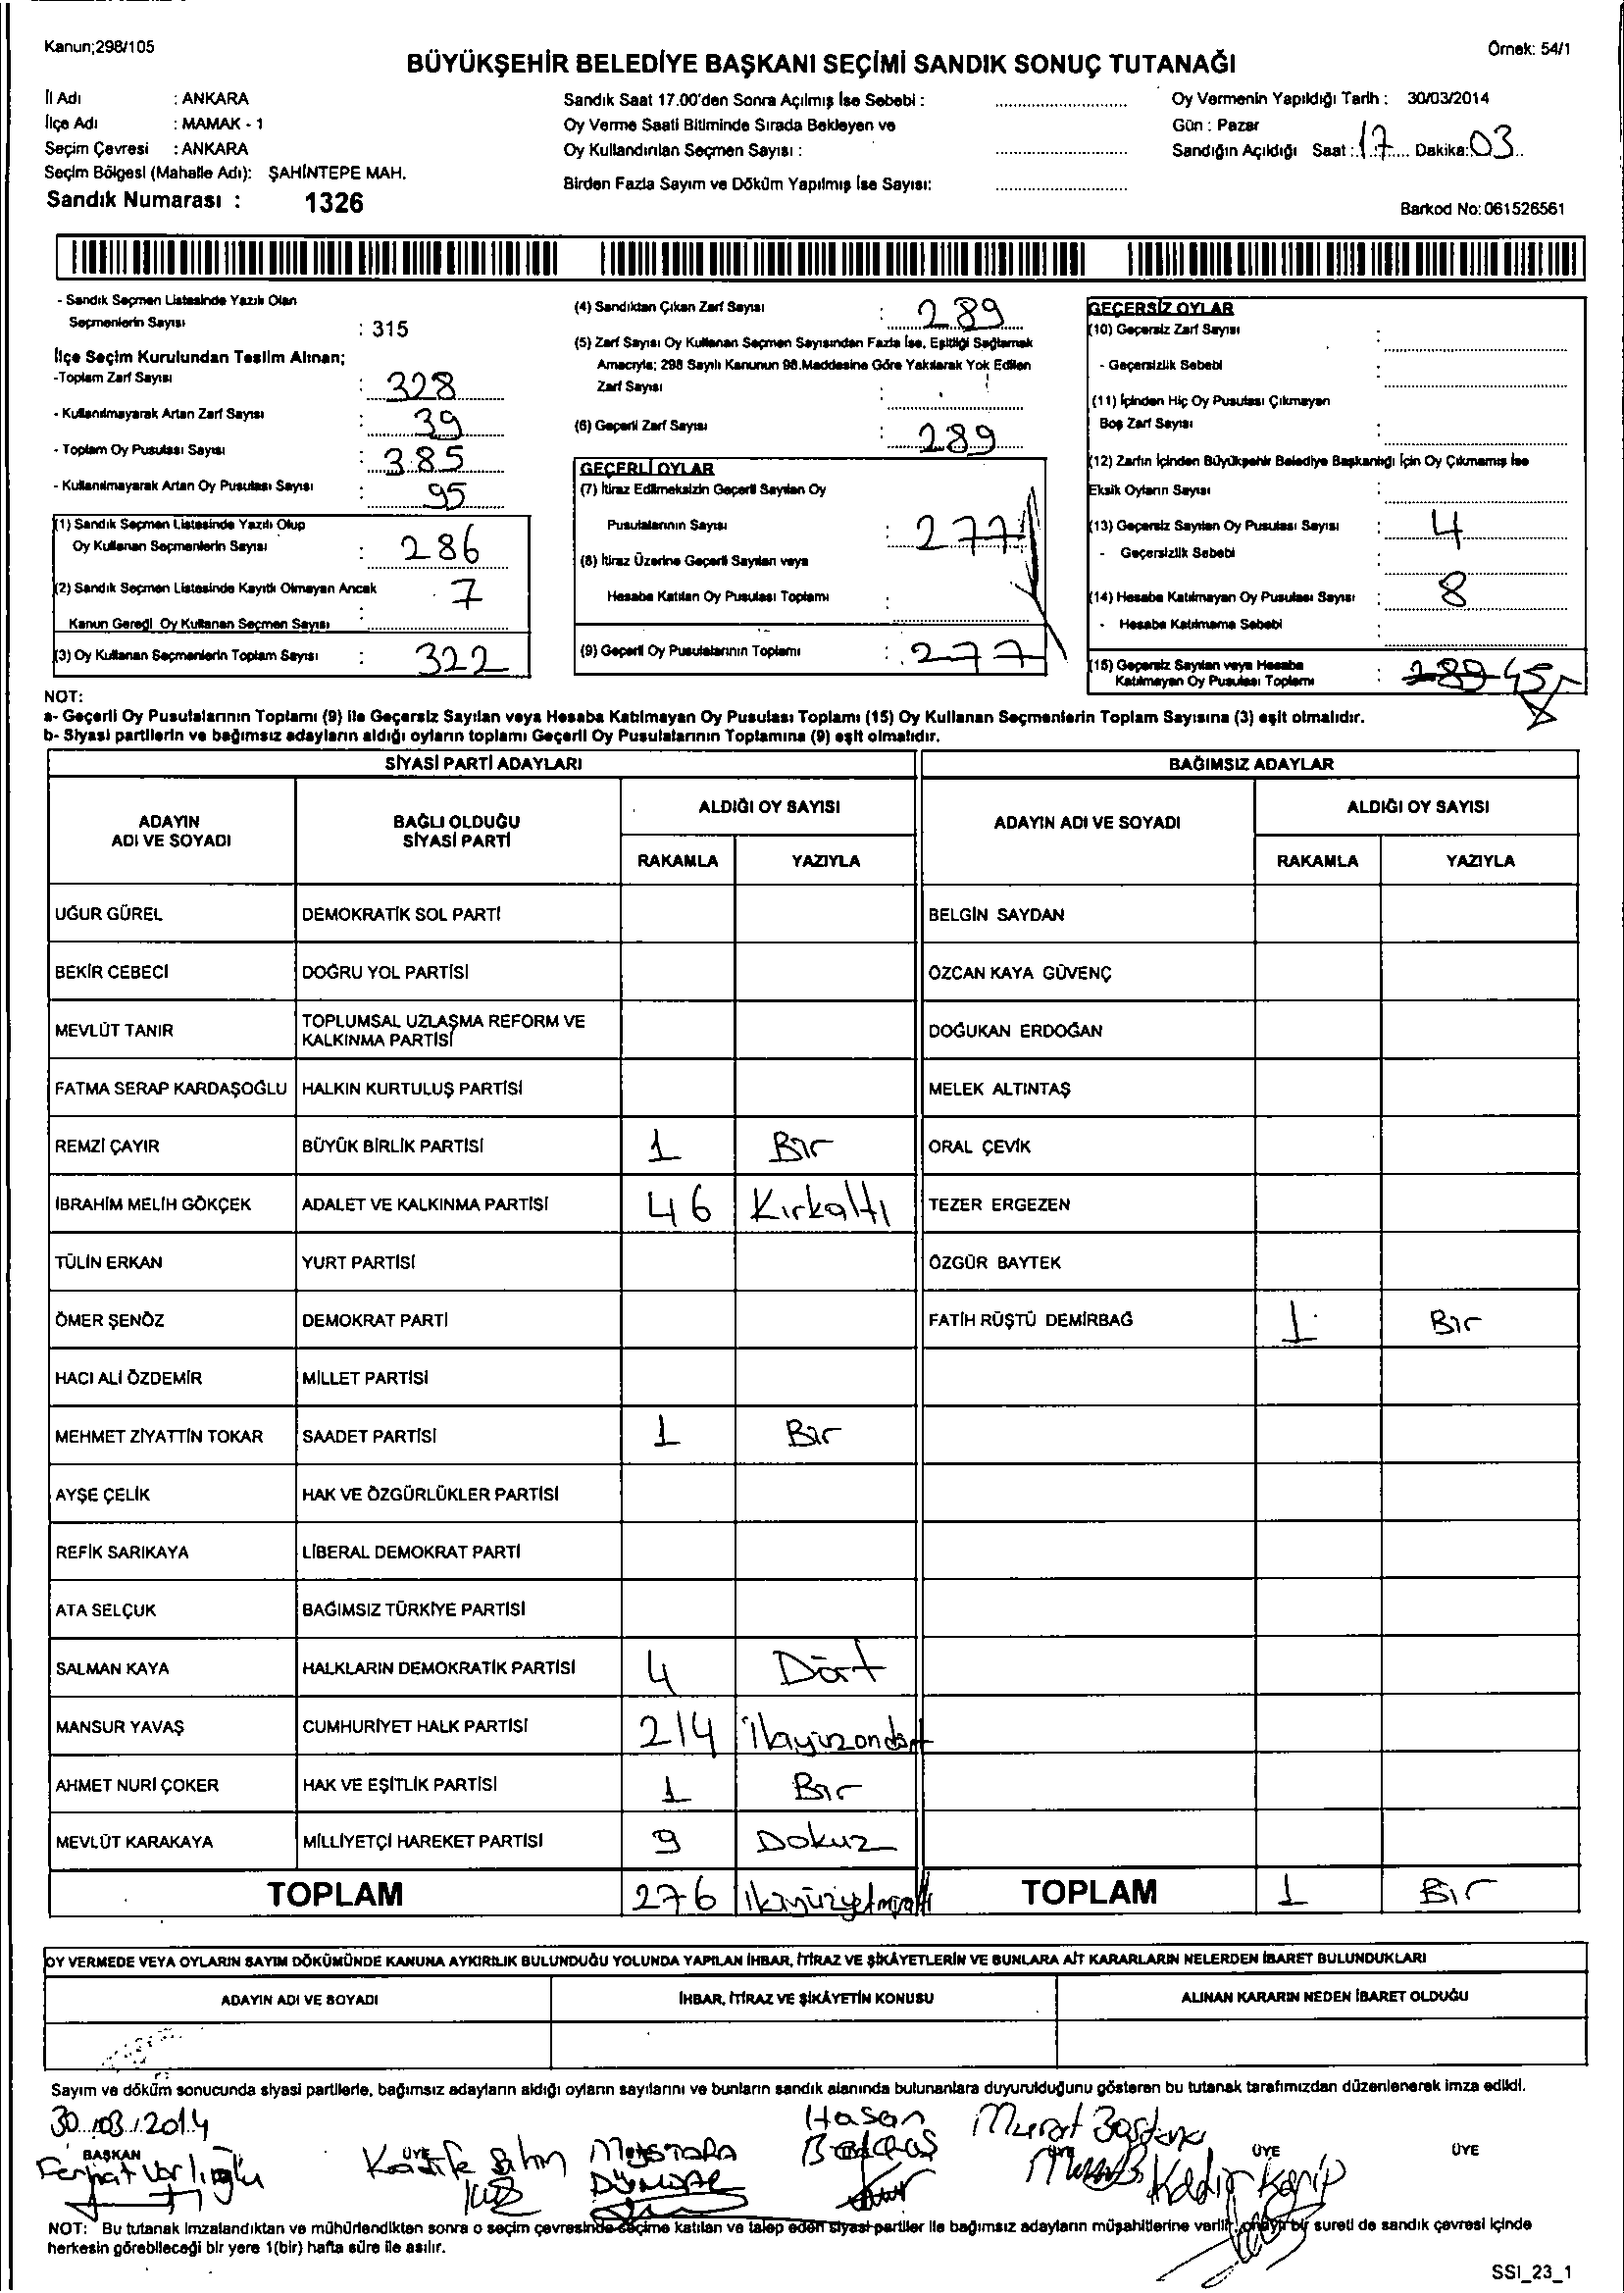 Kanun;298/105
Örnek: 54/1
BÜYÜKŞEHİR BELEDİYE BAŞKANI SEÇİMİ SANDIK SONUÇ TUTANAĞI
İl Adı : ANKARA
İlçe Adı : MAMAK - 1
Seçim Çevresi : ANKARA
Seçim Bölgesi (Mahalle Adı): ŞAHİNTEPE MAH.
Sandık Numarası : 1326
Sandık Saat 17.00'den Sonra Açılmış İse Sebebi :
Oy Verme Saati Bitiminde Sırada Bekleyen ve
Oy Kullandırılan Seçmen Sayısı :
Birden Fazla Sayım ve Döküm Yapılmış İse Sayısı:
Oy Vermenin Yapıldığı Tarih : 30/03/2014
Gün : Pazar
Sandığın Açıldığı Saat : 17 Dakika: 03
Barkod No: 061526561
- Sandık Seçmen Listesinde Yazılı Olan
Seçmenlerin Sayısı : 315
İlçe Seçim Kurulundan Teslim Alınan;
-Toplam Zarf Sayısı : 328
- Kullanılmayarak Artan Zarf Sayısı : 39
- Toplam Oy Pusulası Sayısı : 385
- Kullanılmayarak Artan Oy Pusulası Sayısı : 95
(1) Sandık Seçmen Listesinde Yazılı Olup
Oy Kullanan Seçmenlerin Sayısı : 286
(2) Sandık Seçmen Listesinde Kayıtlı Olmayan Ancak
Kanun Gereği Oy Kullanan Seçmen Sayısı : 7
(3) Oy Kullanan Seçmenlerin Toplam Sayısı : 322
(4) Sandıktan Çıkan Zarf Sayısı : 289
(5) Zarf Sayısı Oy Kullanan Seçmen Sayısından Fazla İse, Eşitliği Sağlamak
Amacıyla; 298 Sayılı Kanunun 98.Maddesine Göre Yakılarak Yok Edilen
Zarf Sayısı :
(6) Geçerli Zarf Sayısı : 289
GEÇERLİ OYLAR
(7) İtiraz Edilmeksizin Geçerli Sayılan Oy
Pusulalarının Sayısı : 277
(8) İtiraz Üzerine Geçerli Sayılan veya
Hesaba Katılan Oy Pusulası Toplamı :
(9) Geçerli Oy Pusulalarının Toplamı : 277
GEÇERSİZ OYLAR
(10) Geçersiz Zarf Sayısı :
- Geçersizlik Sebebi :
(11) İçinden Hiç Oy Pusulası Çıkmayan
Boş Zarf Sayısı :
(12) Zarfın İçinden Büyükşehir Belediye Başkanlığı İçin Oy Çıkmamış İse
Eksik Oyların Sayısı :
(13) Geçersiz Sayılan Oy Pusulası Sayısı : 4
- Geçersizlik Sebebi
(14) Hesaba Katılmayan Oy Pusulası Sayısı : 8
- Hesaba Katılmama Sebebi :
(15) Geçersiz Sayılan veya Hesaba
Katılmayan Oy Pusulası Toplamı : 289 45
NOT:
a- Geçerli Oy Pusulalarının Toplamı (9) ile Geçersiz Sayılan veya Hesaba Katılmayan Oy Pusulası Toplamı (15) Oy Kullanan Seçmenlerin Toplam Sayısına (3) eşit olmalıdır.
b- Siyasi partilerin ve bağımsız adayların aldığı oyların toplamı Geçerli Oy Pusulalarının Toplamına (9) eşit olmalıdır.
SİYASİ PARTİ ADAYLARI
BAĞIMSIZ ADAYLAR
ADAYIN ADI VE SOYADI
BAĞLI OLDUĞU SİYASİ PARTİ
ALDIĞI OY SAYISI
RAKAMLA YAZIYLA
ADAYIN ADI VE SOYADI
ALDIĞI OY SAYISI
RAKAMLA YAZIYLA
UĞUR GÜREL DEMOKRATİK SOL PARTİ BELGİN SAYDAN
BEKİR CEBECİ DOĞRU YOL PARTİSİ ÖZCAN KAYA GÜVENÇ
MEVLÜT TANIR TOPLUMSAL UZLAŞMA REFORM VE KALKINMA PARTİSİ DOĞUKAN ERDOĞAN
FATMA SERAP KARDAŞOĞLU HALKIN KURTULUŞ PARTİSİ MELEK ALTINTAŞ
REMZİ ÇAYIR BÜYÜK BİRLİK PARTİSİ 1 Bir ORAL ÇEVİK
İBRAHİM MELİH GÖKÇEK ADALET VE KALKINMA PARTİSİ 46 Kırkaltı TEZER ERGEZEN
TÜLİN ERKAN YURT PARTİSİ ÖZGÜR BAYTEK
ÖMER ŞENÖZ DEMOKRAT PARTİ FATİH RÜŞTÜ DEMİRBAĞ 1 Bir
HACI ALİ ÖZDEMİR MİLLET PARTİSİ
MEHMET ZİYATTİN TOKAR SAADET PARTİSİ 1 Bir
AYŞE ÇELİK HAK VE ÖZGÜRLÜKLER PARTİSİ
REFİK SARIKAYA LİBERAL DEMOKRAT PARTİ
ATA SELÇUK BAĞIMSIZ TÜRKİYE PARTİSİ
SALMAN KAYA HALKLARIN DEMOKRATİK PARTİSİ 4 Dört
MANSUR YAVAŞ CUMHURİYET HALK PARTİSİ 214 ikiyüzondört
AHMET NURİ ÇOKER HAK VE EŞİTLİK PARTİSİ 1 Bir
MEVLÜT KARAKAYA MİLLİYETÇİ HAREKET PARTİSİ 9 Dokuz
TOPLAM 276 ikiyüzyetmişaltı TOPLAM 1 Bir
OY VERMEDE VEYA OYLARIN SAYIM DÖKÜMÜNDE KANUNA AYKIRILIK BULUNDUĞU YOLUNDA YAPILAN İHBAR, İTİRAZ VE ŞİKÂYETLERİN VE BUNLARA AİT KARARLARIN NELERDEN İBARET BULUNDUKLARI
ADAYIN ADI VE SOYADI İHBAR, İTİRAZ VE ŞİKÂYETİN KONUSU ALINAN KARARIN NEDEN İBARET OLDUĞU
Sayım ve döküm sonucunda siyasi partilerle, bağımsız adayların aldığı oyların sayılarını ve bunların sandık alanında bulunanlara duyurulduğunu gösteren bu tutanak tarafımızdan düzenlenerek imza edildi.
30/03/2014
BAŞKAN ÜYE ÜYE ÜYE ÜYE
Hasan Murat
Mustafa
Kadir
NOT: Bu tutanak imzalandıktan ve mühürlendikten sonra o seçim çevresinde seçime katılan ve talep eden siyasi partiler ile bağımsız adayların müşahitlerine verilir, onaylı bir sureti de sandık çevresi içinde
herkesin görebileceği bir yere 1(bir) hafta süre ile asılır.
SSI_23_1